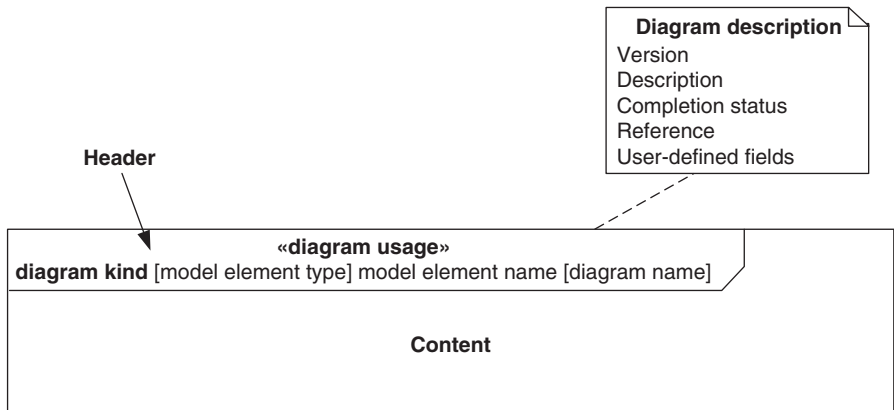 Diagram description
Version
Description
Completion status
Reference
User-defined fields
Header
«diagram usage»
diagram kind [model element type] model element name [diagram name]
Content